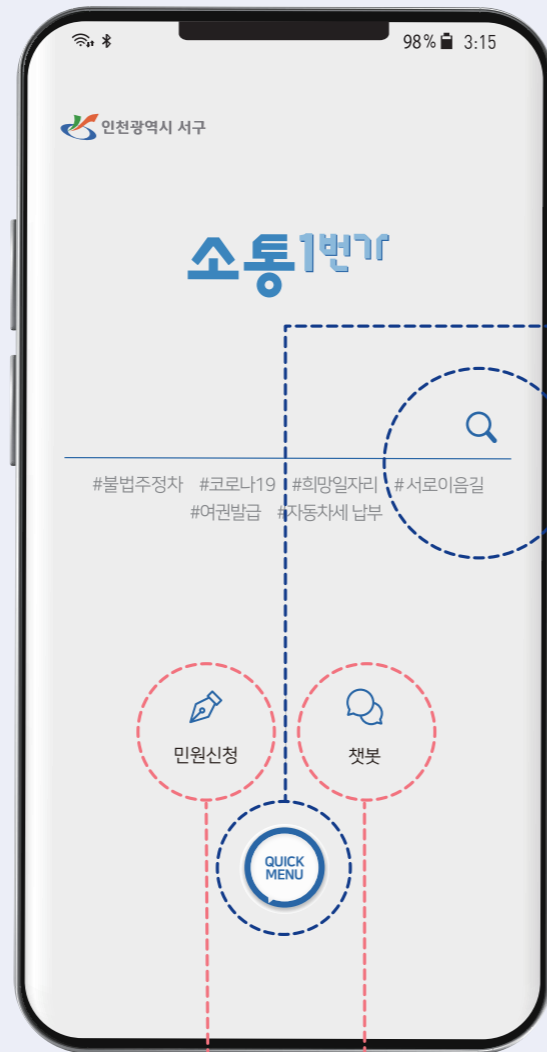 98% 3:15
인천광역시 서구
소통1번가
#불법주정차 #코로나19 #희망일자리 #서로이음길
#여권발급 #자동차세 납부
민원신청 챗봇
QUICK
MENU